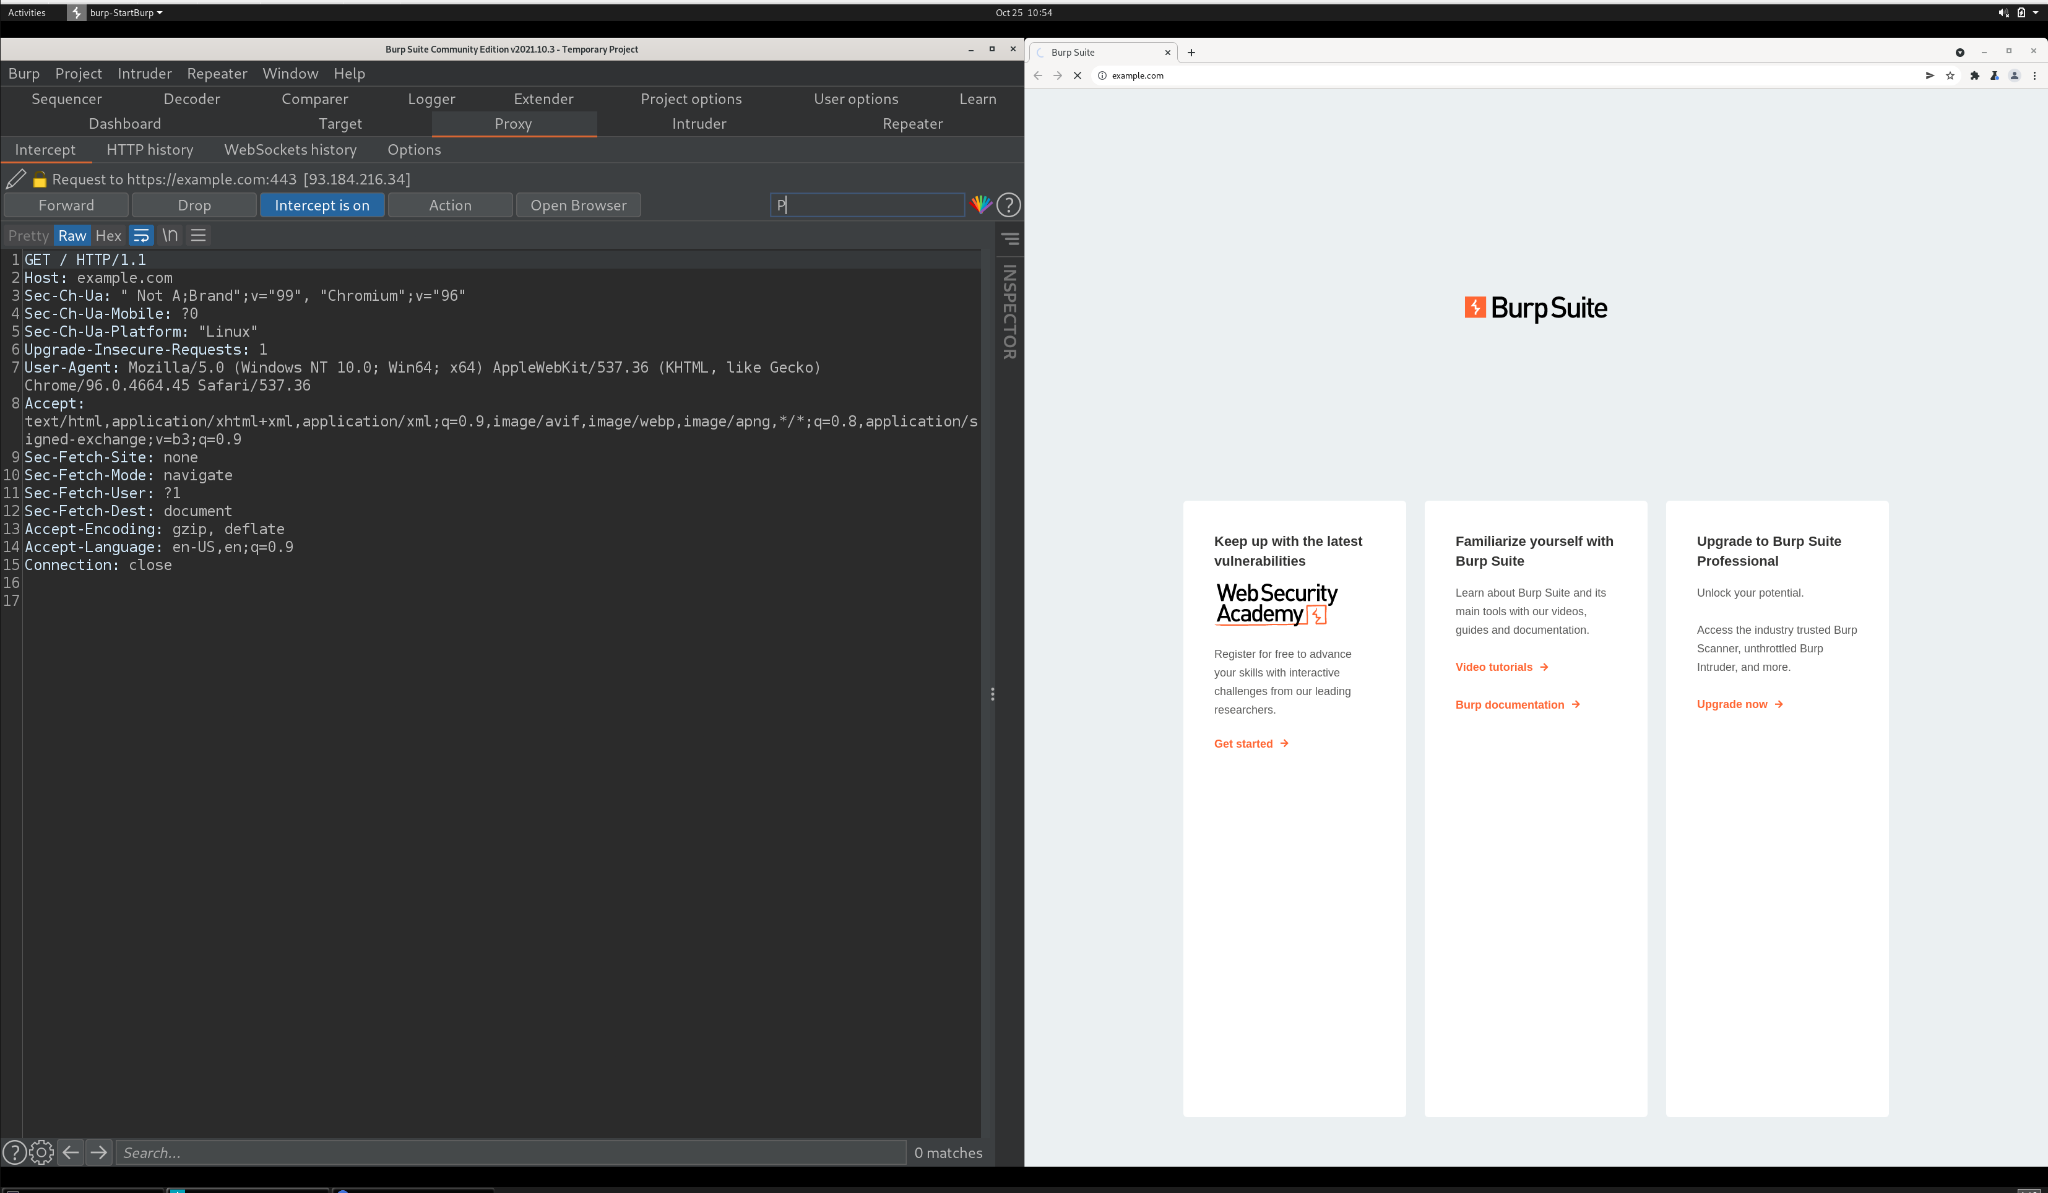 Activities
burp-StartBurp
Oct 25 10:54
Burp Suite Community Edition v2021.10.3 - Temporary Project
Burp Project Intruder Repeater Window Help
Sequencer Decoder Comparer Logger Extender Project options User options Learn
Dashboard Target Proxy Intruder Repeater
Intercept HTTP history WebSockets history Options
Request to https://example.com:443 [93.184.216.34]
Forward Drop Intercept is on Action Open Browser P ?
Pretty Raw Hex \n
INSPECTOR
1 GET / HTTP/1.1
2 Host: example.com
3 Sec-Ch-Ua: " Not A;Brand";v="99", "Chromium";v="96"
4 Sec-Ch-Ua-Mobile: ?0
5 Sec-Ch-Ua-Platform: "Linux"
6 Upgrade-Insecure-Requests: 1
7 User-Agent: Mozilla/5.0 (Windows NT 10.0; Win64; x64) AppleWebKit/537.36 (KHTML, like Gecko)
Chrome/96.0.4664.45 Safari/537.36
8 Accept:
text/html,application/xhtml+xml,application/xml;q=0.9,image/avif,image/webp,image/apng,*/*;q=0.8,application/s
igned-exchange;v=b3;q=0.9
9 Sec-Fetch-Site: none
10 Sec-Fetch-Mode: navigate
11 Sec-Fetch-User: ?1
12 Sec-Fetch-Dest: document
13 Accept-Encoding: gzip, deflate
14 Accept-Language: en-US,en;q=0.9
15 Connection: close
16
17
? Search... 0 matches
Burp Suite
example.com
Burp Suite
Keep up with the latest
vulnerabilities
Web Security
Academy
Register for free to advance
your skills with interactive
challenges from our leading
researchers.
Get started
Familiarize yourself with
Burp Suite
Learn about Burp Suite and its
main tools with our videos,
guides and documentation.
Video tutorials
Burp documentation
Upgrade to Burp Suite
Professional
Unlock your potential.
Access the industry trusted Burp
Scanner, unthrottled Burp
Intruder, and more.
Upgrade now